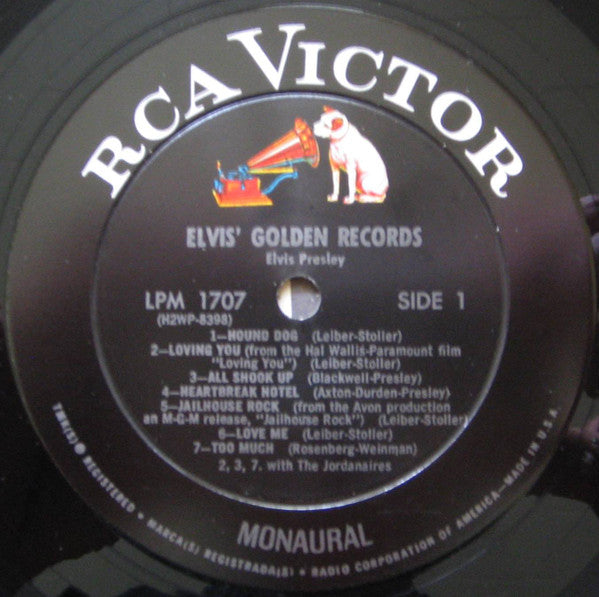 RCA VICTOR
ELVIS' GOLDEN RECORDS
Elvis Presley
LPM 1707
SIDE 1
(H2WP-8398)
1—HOUND DOG (Leiber-Stoller)
2—LOVING YOU (from the Hal Wallis-Paramount film
"Loving You") (Leiber-Stoller)
3—ALL SHOOK UP (Blackwell-Presley)
4—HEARTBREAK HOTEL (Axton-Durden-Presley)
5—JAILHOUSE ROCK (from the Avon production
an M-G-M release, "Jailhouse Rock") (Leiber-Stoller)
6—LOVE ME (Leiber-Stoller)
7—TOO MUCH (Rosenberg-Weinman)
2, 3, 7. with The Jordanaires
MONAURAL
TMK(S) ® REGISTERED • MARCA(S) REGISTRADA(S) • RADIO CORPORATION OF AMERICA—MADE IN U.S.A.